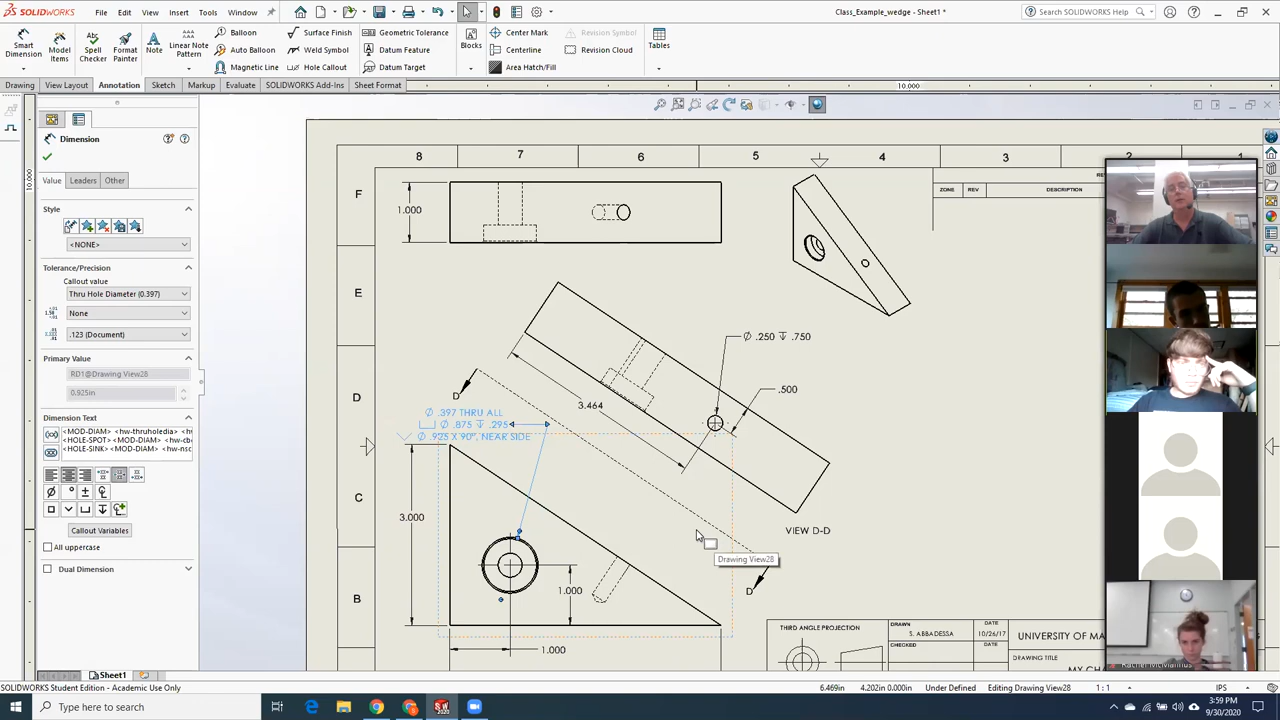 SOLIDWORKS
File
Edit
View
Insert
Tools
Window
Class_Example_wedge - Sheet1 *
Search SOLIDWORKS Help
Smart Dimension
Model Items
Spell Checker
Format Painter
Note
Linear Note Pattern
Balloon
Auto Balloon
Magnetic Line
Surface Finish
Weld Symbol
Hole Callout
Geometric Tolerance
Datum Feature
Datum Target
Blocks
Center Mark
Centerline
Area Hatch/Fill
Revision Symbol
Revision Cloud
Tables
Drawing
View Layout
Annotation
Sketch
Markup
Evaluate
SOLIDWORKS Add-Ins
Sheet Format
10.000
10.000
Dimension
Value
Leaders
Other
Style
<NONE>
Tolerance/Precision
Callout value
Thru Hole Diameter (0.397)
None
.123 (Document)
Primary Value
RD1@Drawing View28
0.925in
Dimension Text
<MOD-DIAM> <hw-thruholedia>
<HOLE-SPOT> <MOD-DIAM> <hw-cb
<HOLE-SINK> <MOD-DIAM> <hw-nsc
Callout Variables
All uppercase
Dual Dimension
8
7
6
5
4
3
2
1
F
E
D
C
B
ZONE
REV
DESCRIPTION
1.000
Ø .250 ↧ .750
.500
3.464
D
Ø .397 THRU ALL
⌴ Ø .875 ↧ .295
⌵ Ø .925 X 90°, NEAR SIDE
3.000
1.000
1.000
VIEW D-D
D
Drawing View28
THIRD ANGLE PROJECTION
DRAWN
S. ABBADESSA
DATE
10/26/17
CHECKED
DATE
UNIVERSITY OF MA
DRAWING TITLE
Rachel McManus
Sheet1
SOLIDWORKS Student Edition - Academic Use Only
6.469in
4.202in 0.000in
Under Defined
Editing Drawing View28
1 : 1
IPS
Type here to search
SW 2020
3:59 PM
9/30/2020